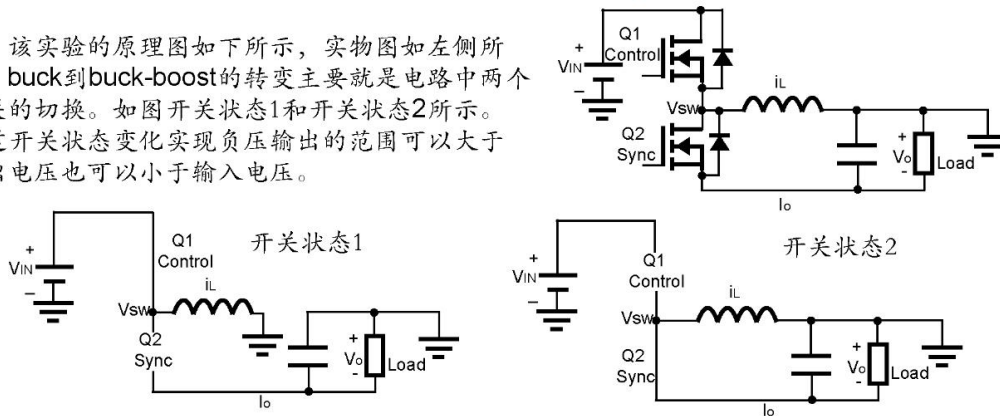 该实验的原理图如下所示，实物图如左侧所
buck到buck-boost的转变主要就是电路中两个
的切换。如图开关状态1和开关状态2所示。
开关状态变化实现负压输出的范围可以大于
电压也可以小于输入电压。
Q1
Control
+
VIN
–
Vsw
iL
Q2
Sync
+
Vo
-
Load
Io
开关状态1
Q1
Control
+
VIN
–
iL
Vsw
Q2
Sync
+
Vo
-
Load
Io
开关状态2
+
VIN
–
Q1
Control
iL
Vsw
Q2
Sync
+
Vo
-
Load
Io